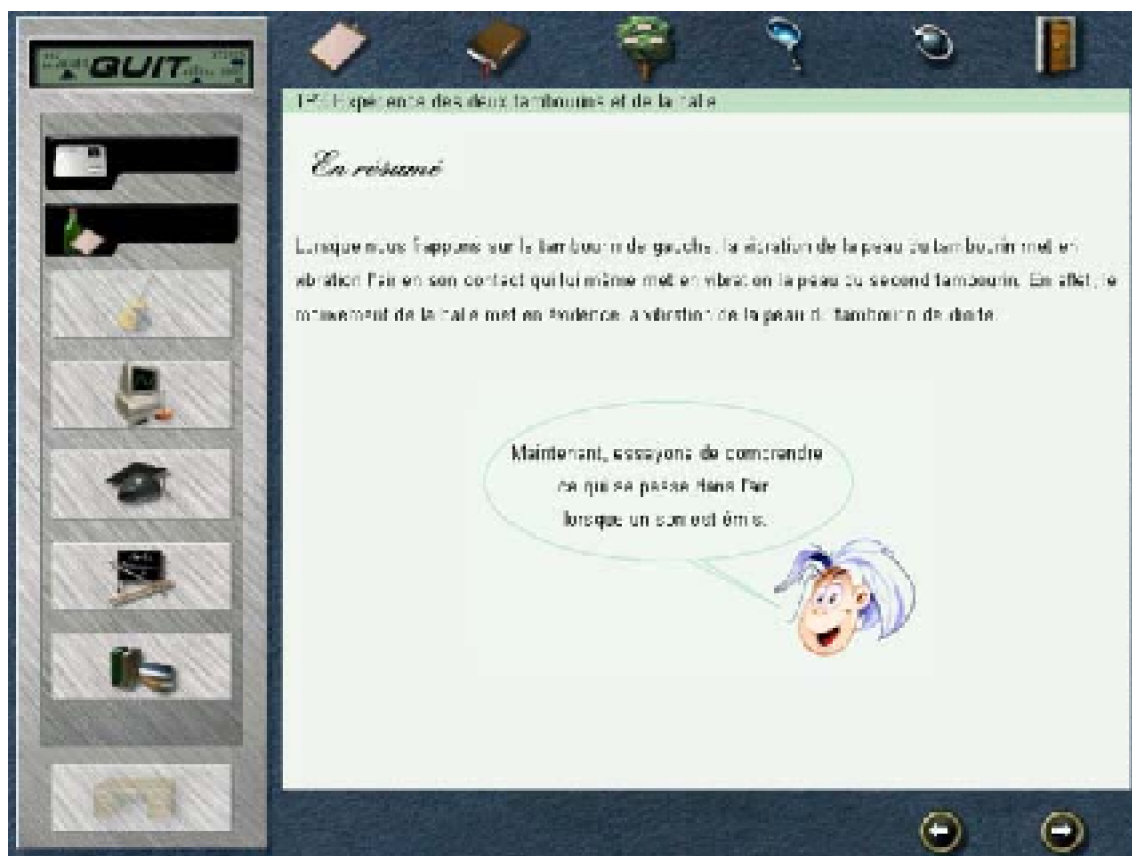 QUIT
Expérience des deux tambourins et de la balle
En résumé
Lorsque nous frappons sur le tambourin de gauche, la vibration de la peau du tambourin met en
vibration l'air en son contact qui lui même met en vibration la peau du second tambourin. En effet, le
mouvement de la balle met en évidence la vibration de la peau du tambourin de droite.
Maintenant, essayons de comprendre
ce qui se passe dans l'air
lorsque un son est émis.